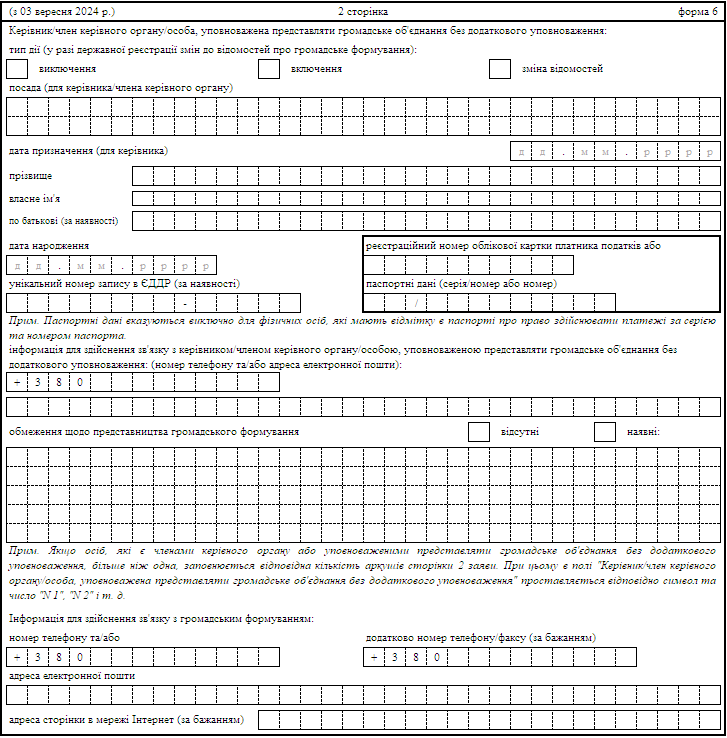 (з 03 вересня 2024 р.) 2 сторінка форма 6
Керівник/член керівного органу/особа, уповноважена представляти громадське об'єднання без додаткового уповноваження:
тип дії (у разі державної реєстрації змін до відомостей про громадське формування):
виключення включення зміна відомостей
посада (для керівника/члена керівного органу)
дата призначення (для керівника) д д . м м . р р р р
прізвище
власне ім'я
по батькові (за наявності)
дата народження реєстраційний номер облікової картки платника податків або
д д . м м . р р р р
унікальний номер запису в ЄДДР (за наявності) паспортні дані (серія/номер або номер)
- /
Прим. Паспортні дані вказуються виключно для фізичних осіб, які мають відмітку в паспорті про право здійснювати платежі за серією
та номером паспорта.
інформація для здійснення зв'язку з керівником/членом керівного органу/особою, уповноваженою представляти громадське об'єднання без
додаткового уповноваження: (номер телефону та/або адреса електронної пошти):
+ 3 8 0
обмеження щодо представництва громадського формування відсутні наявні:
Прим. Якщо осіб, які є членами керівного органу або уповноваженими представляти громадське об'єднання без додаткового
уповноваження, більше ніж одна, заповнюється відповідна кількість аркушів сторінки 2 заяви. При цьому в полі "Керівник/член керівного
органу/особа, уповноважена представляти громадське об'єднання без додаткового уповноваження" проставляється відповідно символ та
число "N 1", "N 2" і т. д.
Інформація для здійснення зв'язку з громадським формуванням:
номер телефону та/або додатково номер телефону/факсу (за бажанням)
+ 3 8 0 + 3 8 0
адреса електронної пошти
адреса сторінки в мережі Інтернет (за бажанням)